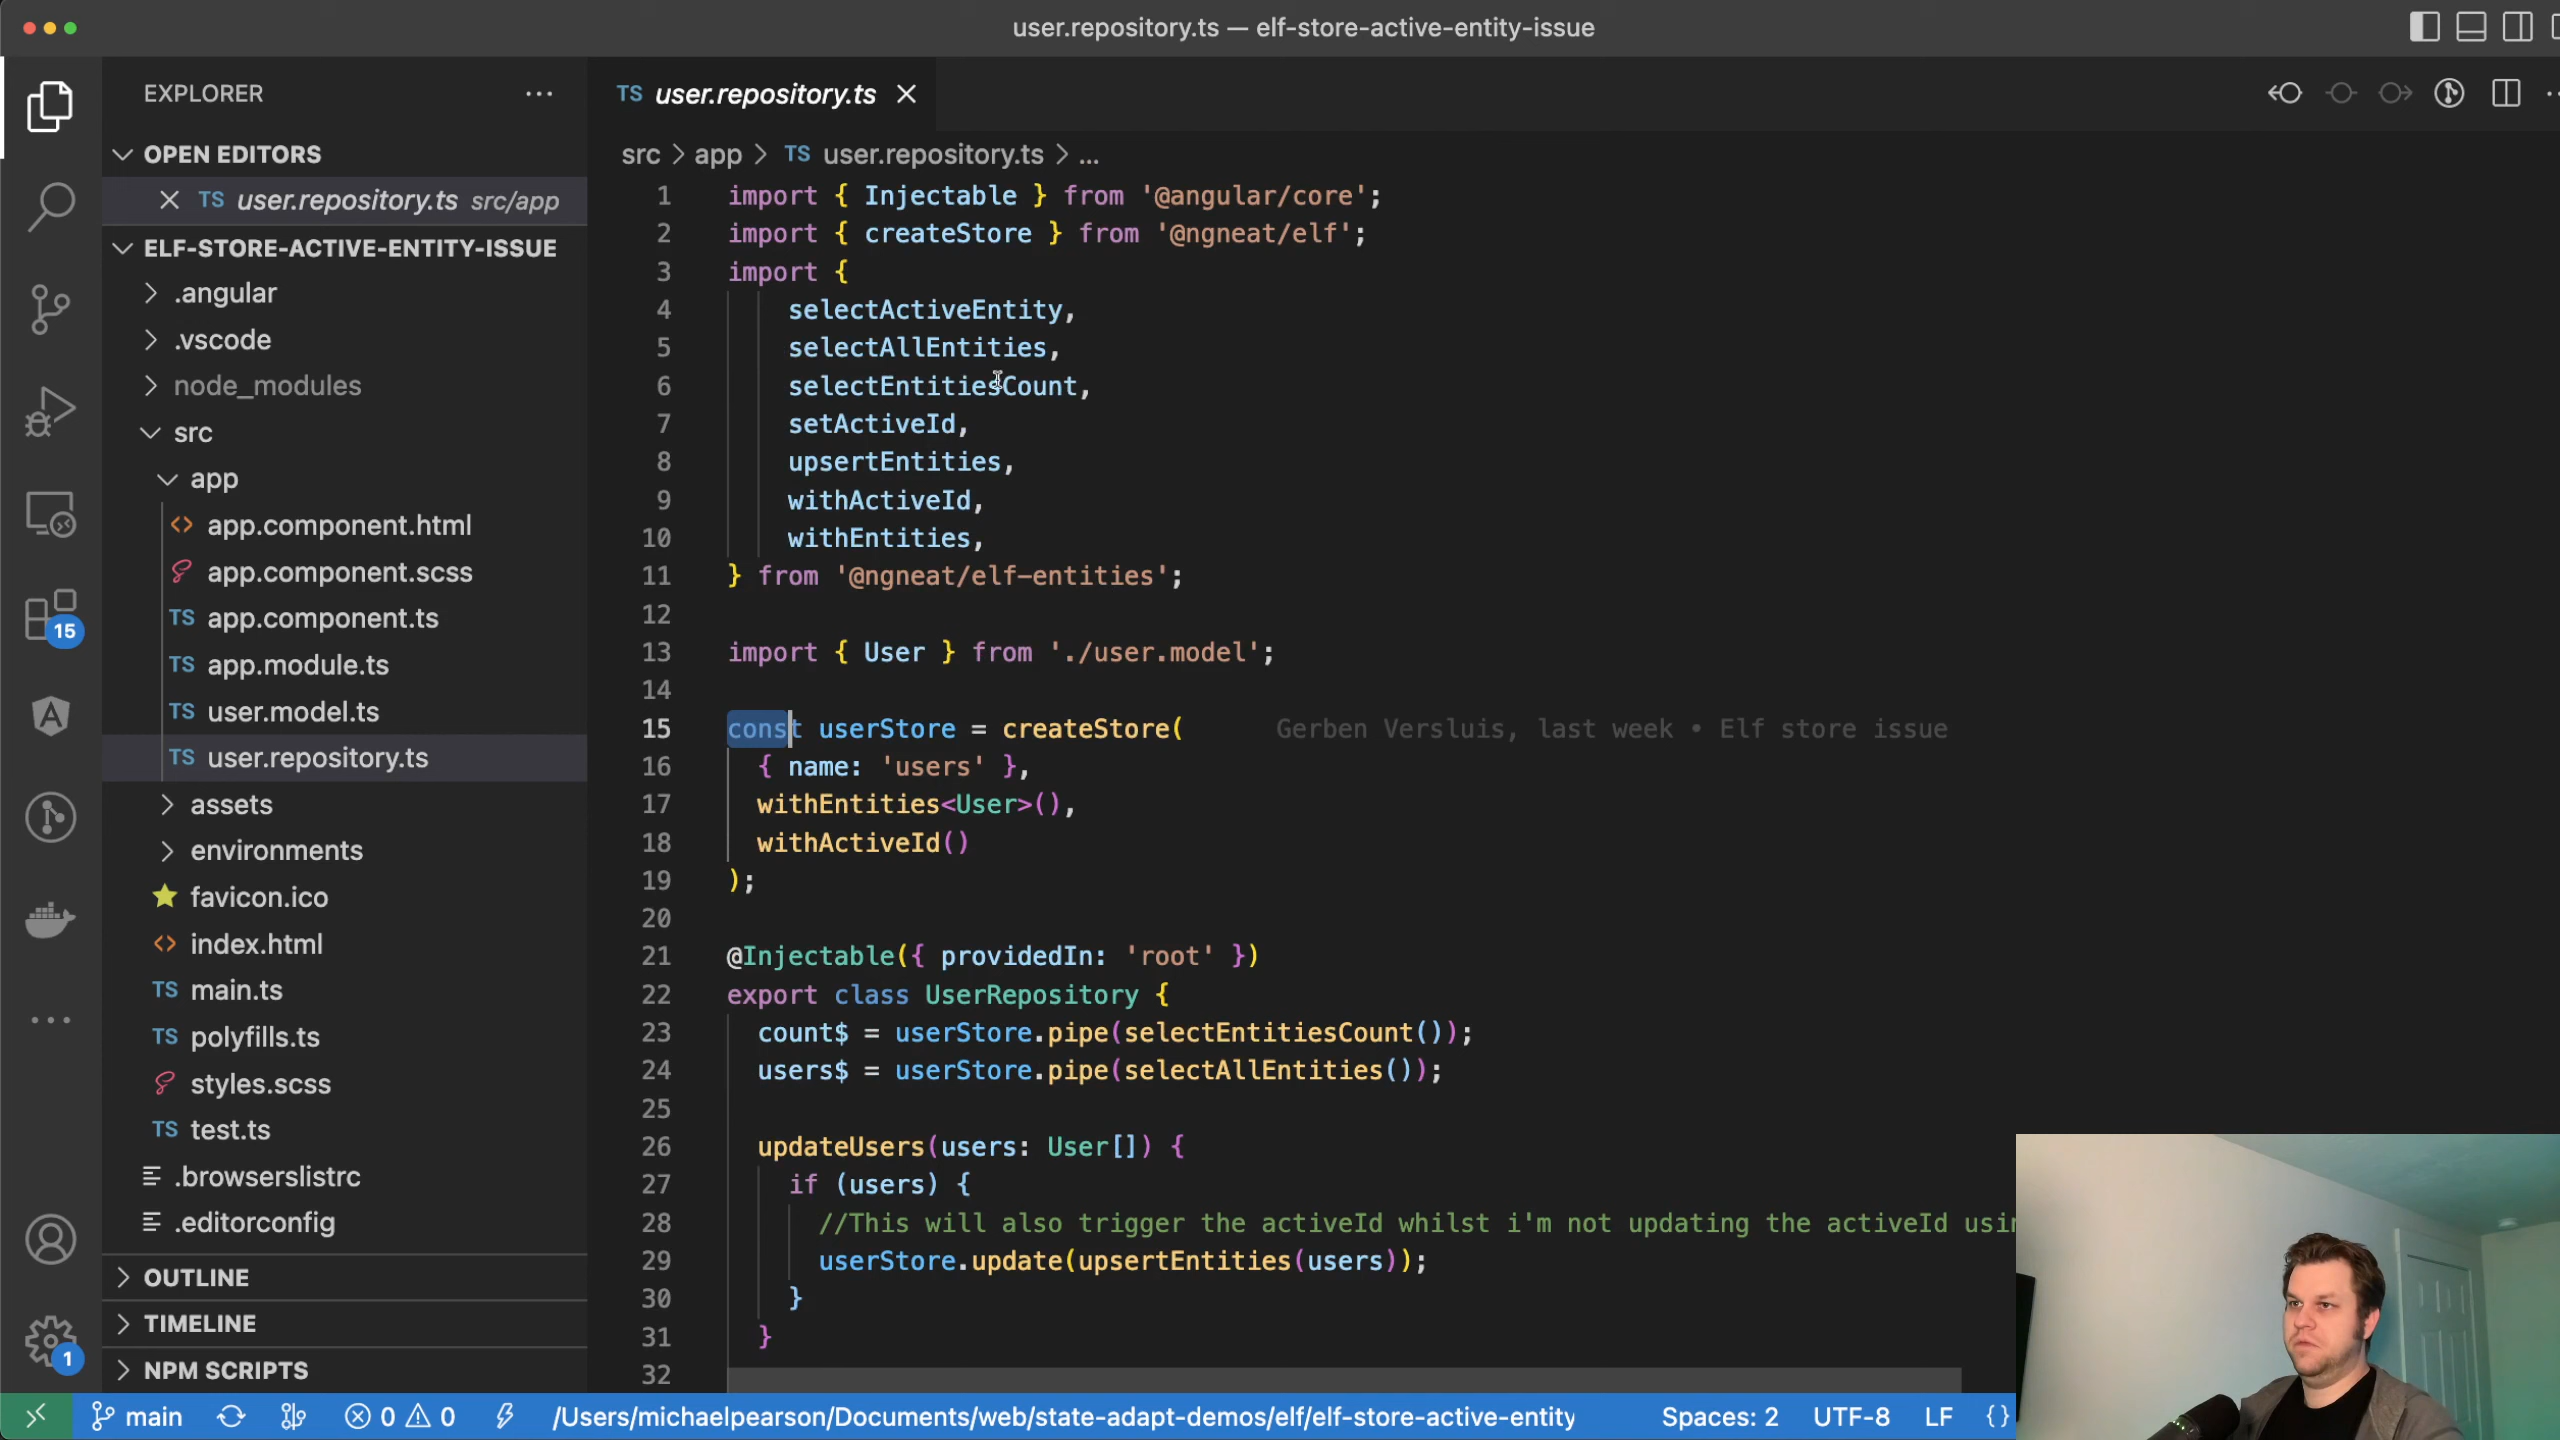 user.repository.ts — elf-store-active-entity-issue
EXPLORER
OPEN EDITORS
TS user.repository.ts src/app
ELF-STORE-ACTIVE-ENTITY-ISSUE
.angular
.vscode
node_modules
src
app
app.component.html
app.component.scss
TS app.component.ts
TS app.module.ts
TS user.model.ts
TS user.repository.ts
assets
environments
favicon.ico
index.html
TS main.ts
TS polyfills.ts
styles.scss
TS test.ts
.browserslistrc
.editorconfig
OUTLINE
TIMELINE
NPM SCRIPTS
15
1
TS user.repository.ts
src > app > TS user.repository.ts > ...
1 import { Injectable } from '@angular/core';
2 import { createStore } from '@ngneat/elf';
3 import {
4 selectActiveEntity,
5 selectAllEntities,
6 selectEntitiesCount,
7 setActiveId,
8 upsertEntities,
9 withActiveId,
10 withEntities,
11 } from '@ngneat/elf-entities';
12
13 import { User } from './user.model';
14
15 const userStore = createStore( Gerben Versluis, last week • Elf store issue
16 { name: 'users' },
17 withEntities<User>(),
18 withActiveId()
19 );
20
21 @Injectable({ providedIn: 'root' })
22 export class UserRepository {
23 count$ = userStore.pipe(selectEntitiesCount());
24 users$ = userStore.pipe(selectAllEntities());
25
26 updateUsers(users: User[]) {
27 if (users) {
28 //This will also trigger the activeId whilst i'm not updating the activeId
29 userStore.update(upsertEntities(users));
30 }
31 }
32
main 0 0 /Users/michaelpearson/Documents/web/state-adapt-demos/elf/elf-store-active-entity Spaces: 2 UTF-8 LF {}